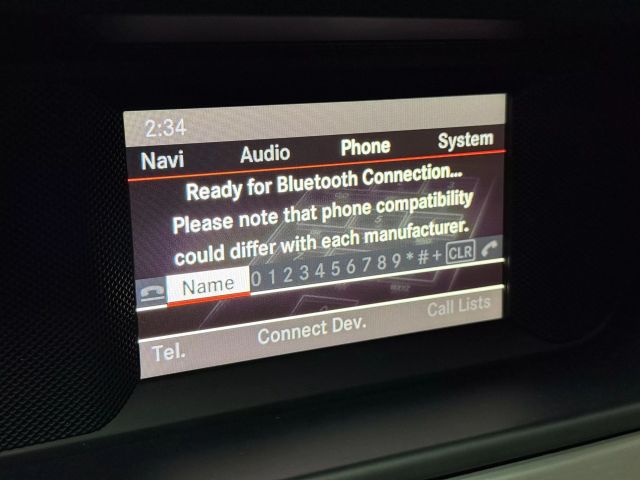 2:34
Navi Audio Phone System
Ready for Bluetooth Connection...
Please note that phone compatibility
could differ with each manufacturer.
Name 0 1 2 3 4 5 6 7 8 9 * # + CLR
Tel. Connect Dev. Call Lists